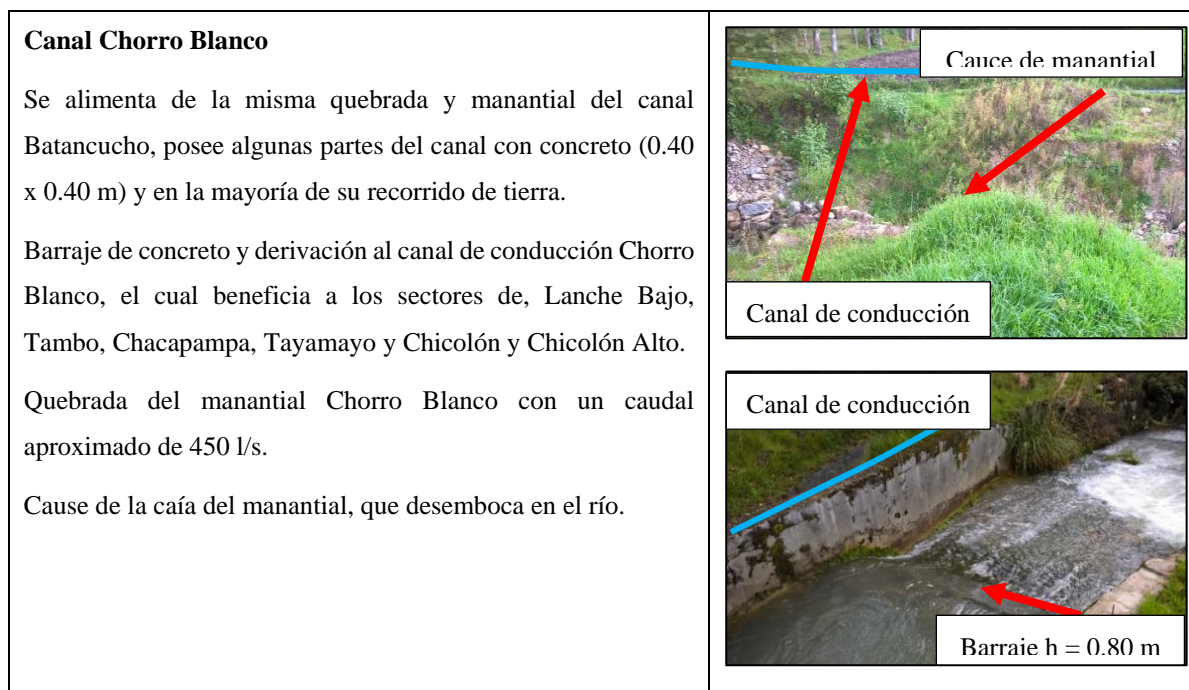 Canal Chorro Blanco
Se alimenta de la misma quebrada y manantial del canal
Batancucho, posee algunas partes del canal con concreto (0.40
x 0.40 m) y en la mayoría de su recorrido de tierra.
Barraje de concreto y derivación al canal de conducción Chorro
Blanco, el cual beneficia a los sectores de, Lanche Bajo,
Tambo, Chacapampa, Tayamayo y Chicolón y Chicolón Alto.
Quebrada del manantial Chorro Blanco con un caudal
aproximado de 450 l/s.
Cause de la caía del manantial, que desemboca en el río.
Cauce de manantial
Canal de conducción
Canal de conducción
Barraje h = 0.80 m